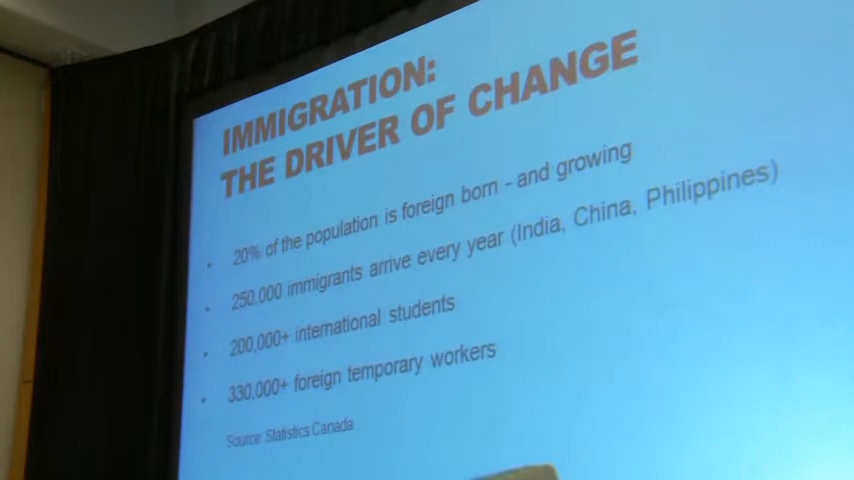 IMMIGRATION:
THE DRIVER OF CHANGE
• 20% of the population is foreign born - and growing
• 250,000 immigrants arrive every year (India, China, Philippines)
• 200,000+ international students
• 330,000+ foreign temporary workers
Source: Statistics Canada